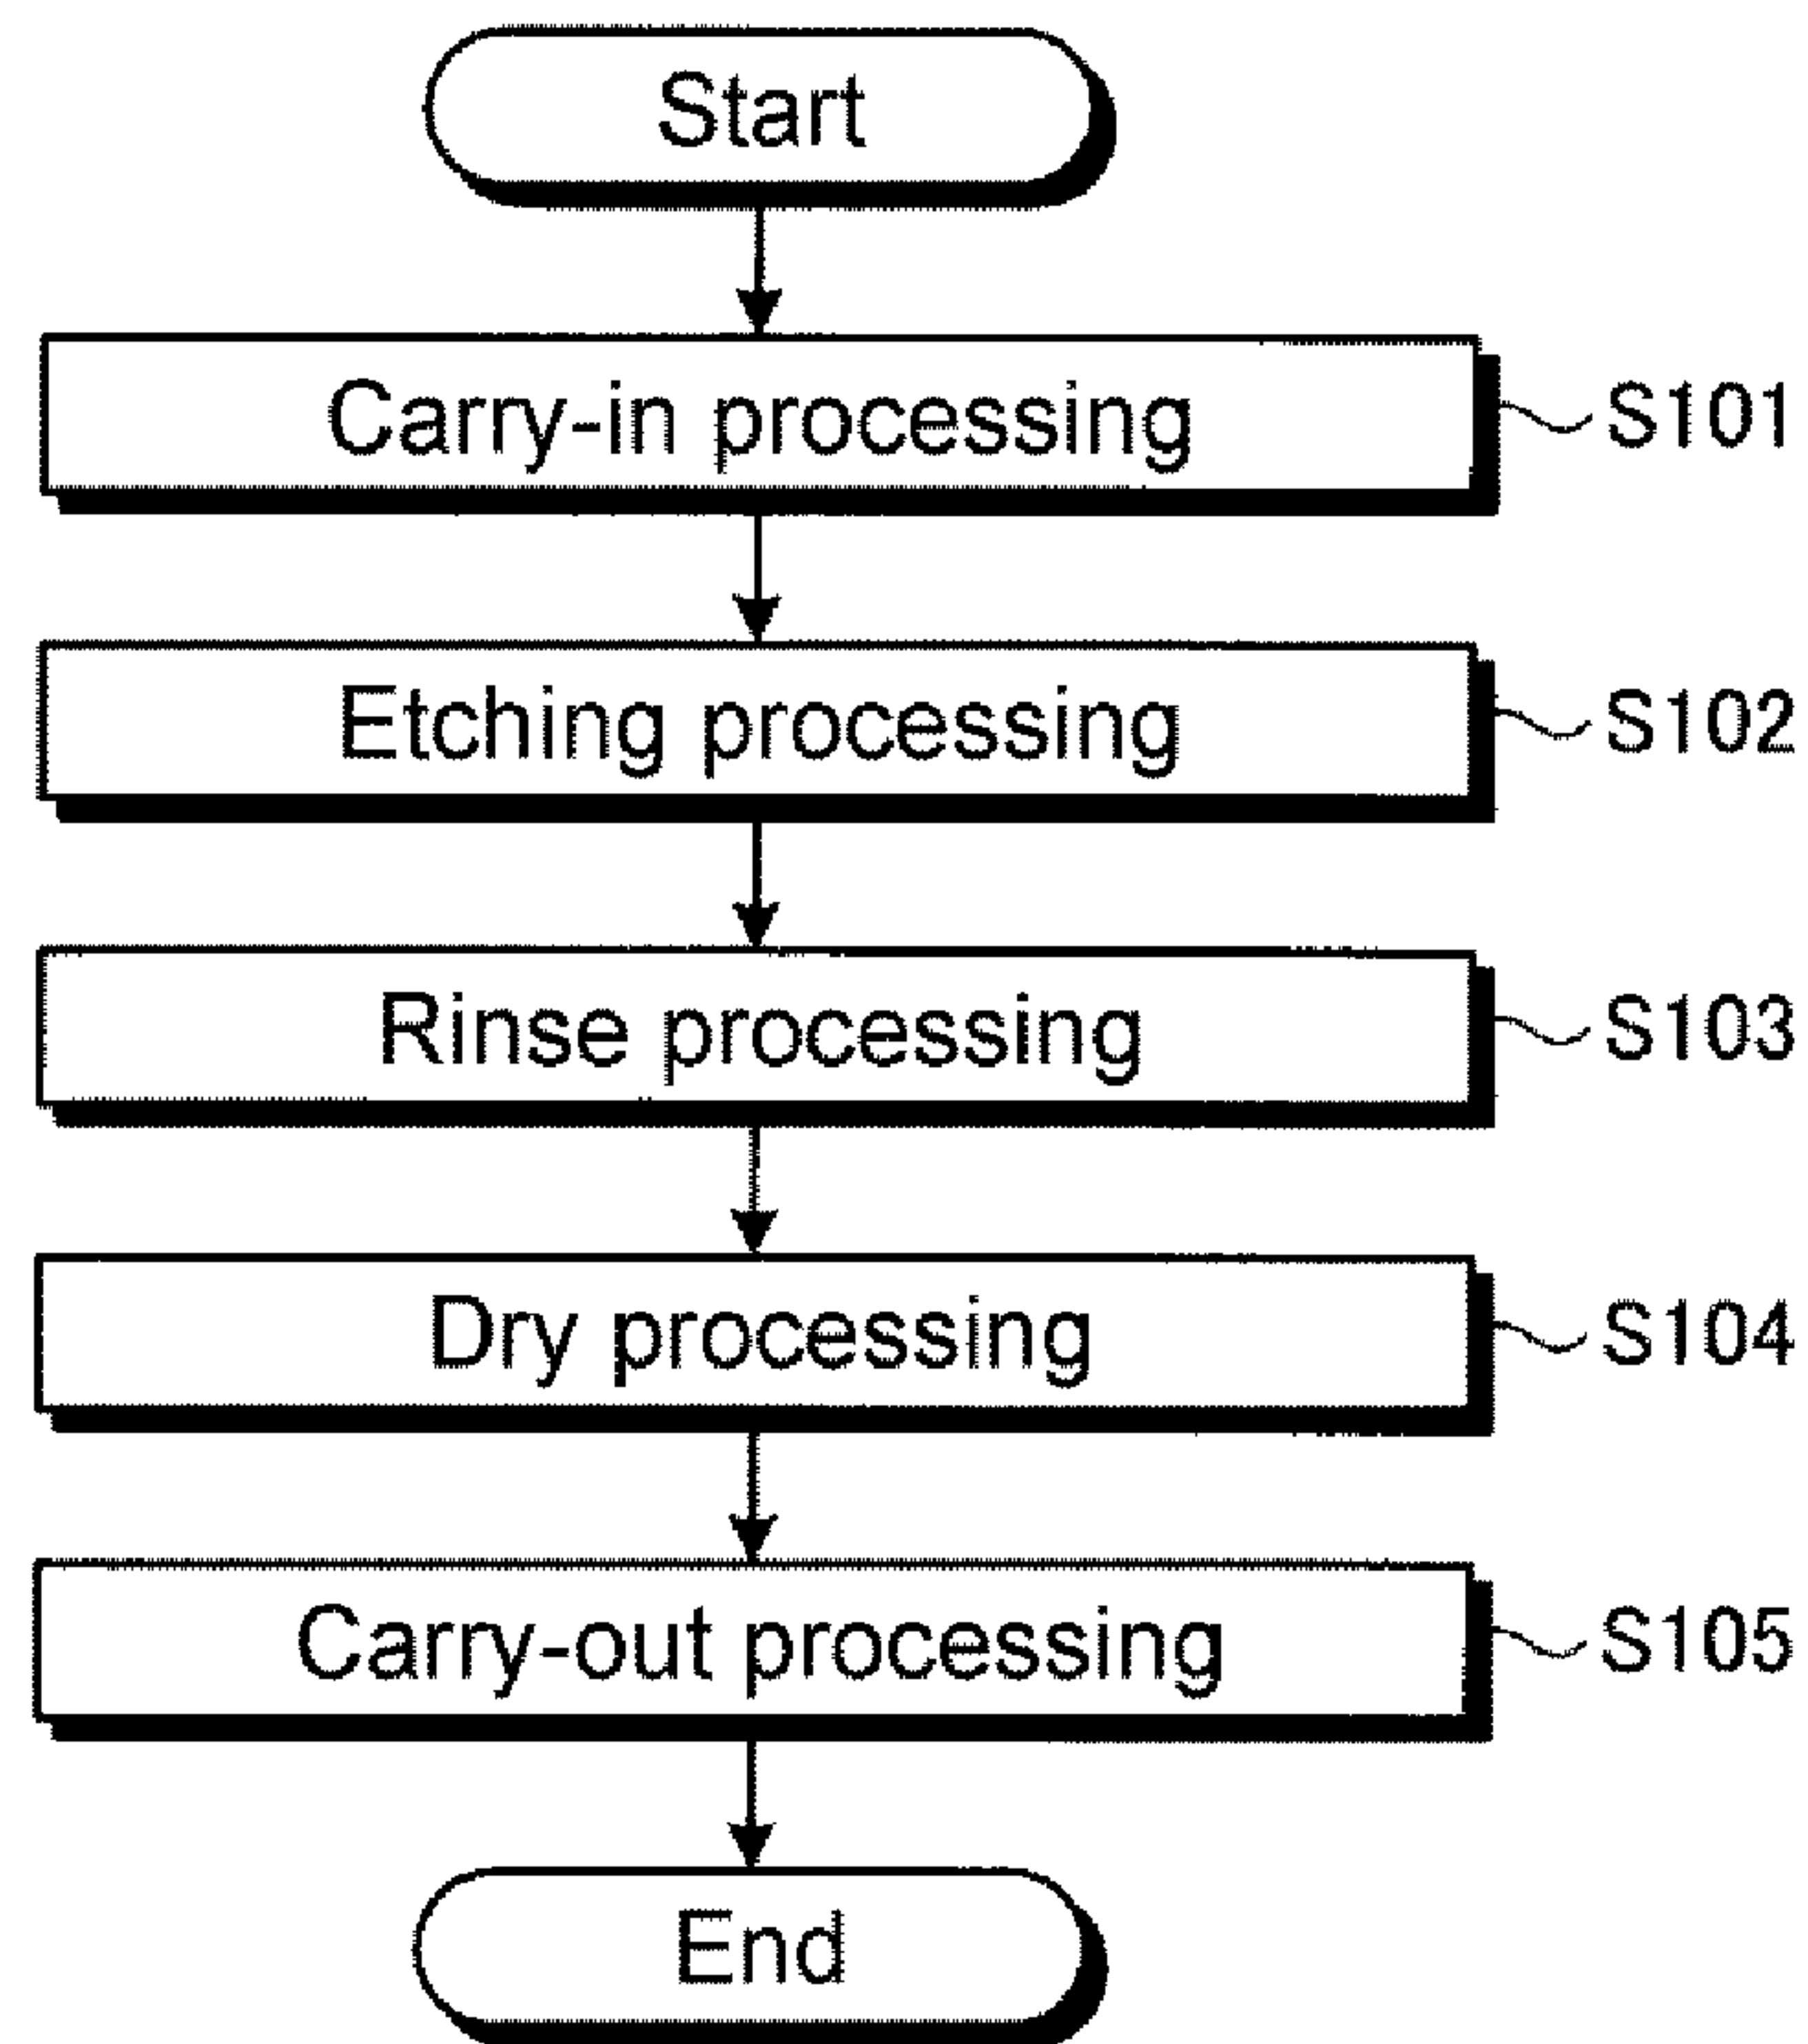 Start
Carry-in processing S101
Etching processing S102
Rinse processing S103
Dry processing S104
Carry-out processing S105
End